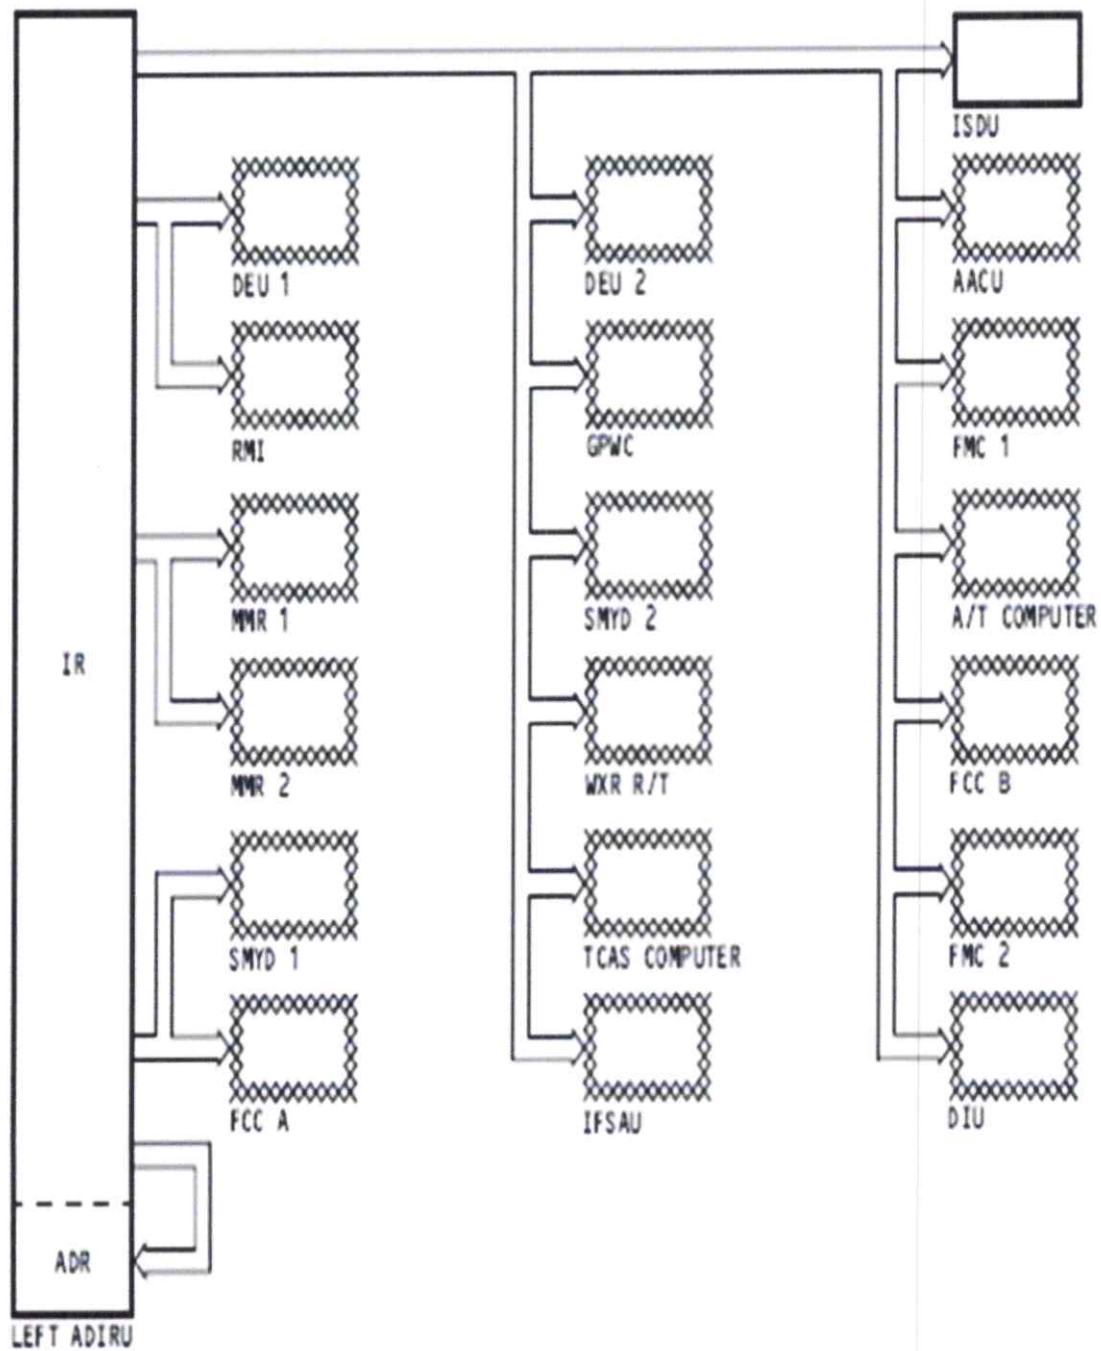 ISDU
DEU 1
DEU 2
AACU
RMI
GPWC
FMC 1
MMR 1
SMYD 2
A/T COMPUTER
IR
MMR 2
WXR R/T
FCC B
SMYD 1
TCAS COMPUTER
FMC 2
FCC A
IFSAU
DIU
ADR
LEFT ADIRU